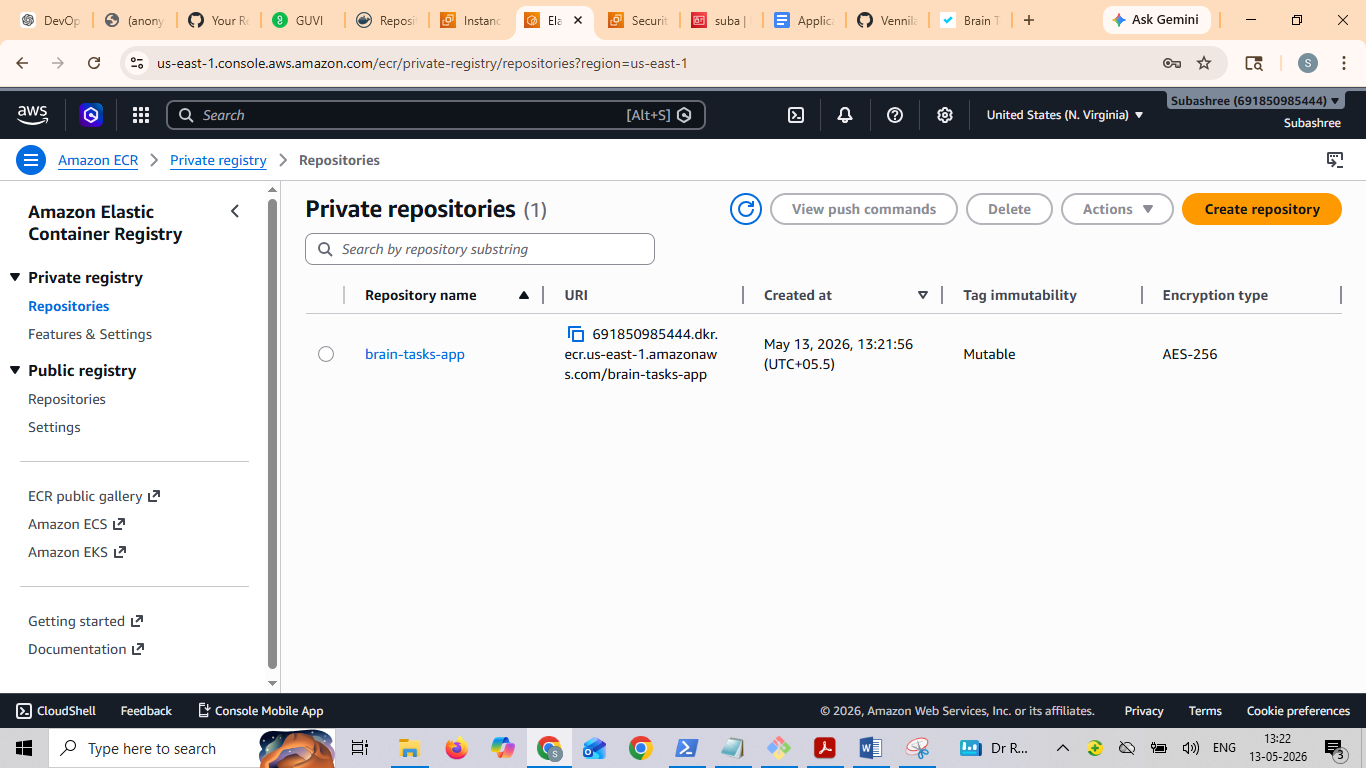 DevOp
(anony
Your Re
GUVI
Reposi
Instanc
Ela
Securit
suba |
Applica
Vennila
Brain T
Ask Gemini
us-east-1.console.aws.amazon.com/ecr/private-registry/repositories?region=us-east-1
S
aws
Search
[Alt+S]
United States (N. Virginia)
Subashree (691850985444)
Subashree
Amazon ECR
Private registry
Repositories
Amazon Elastic
Container Registry
Private registry
Repositories
Features & Settings
Public registry
Repositories
Settings
ECR public gallery
Amazon ECS
Amazon EKS
Getting started
Documentation
Private repositories (1)
View push commands
Delete
Actions
Create repository
Search by repository substring
Repository name
URI
Created at
Tag immutability
Encryption type
brain-tasks-app
691850985444.dkr.
ecr.us-east-1.amazonaw
s.com/brain-tasks-app
May 13, 2026, 13:21:56
(UTC+05.5)
Mutable
AES-256
CloudShell
Feedback
Console Mobile App
© 2026, Amazon Web Services, Inc. or its affiliates.
Privacy
Terms
Cookie preferences
Type here to search
Dr R...
ENG
13:22
13-05-2026
3